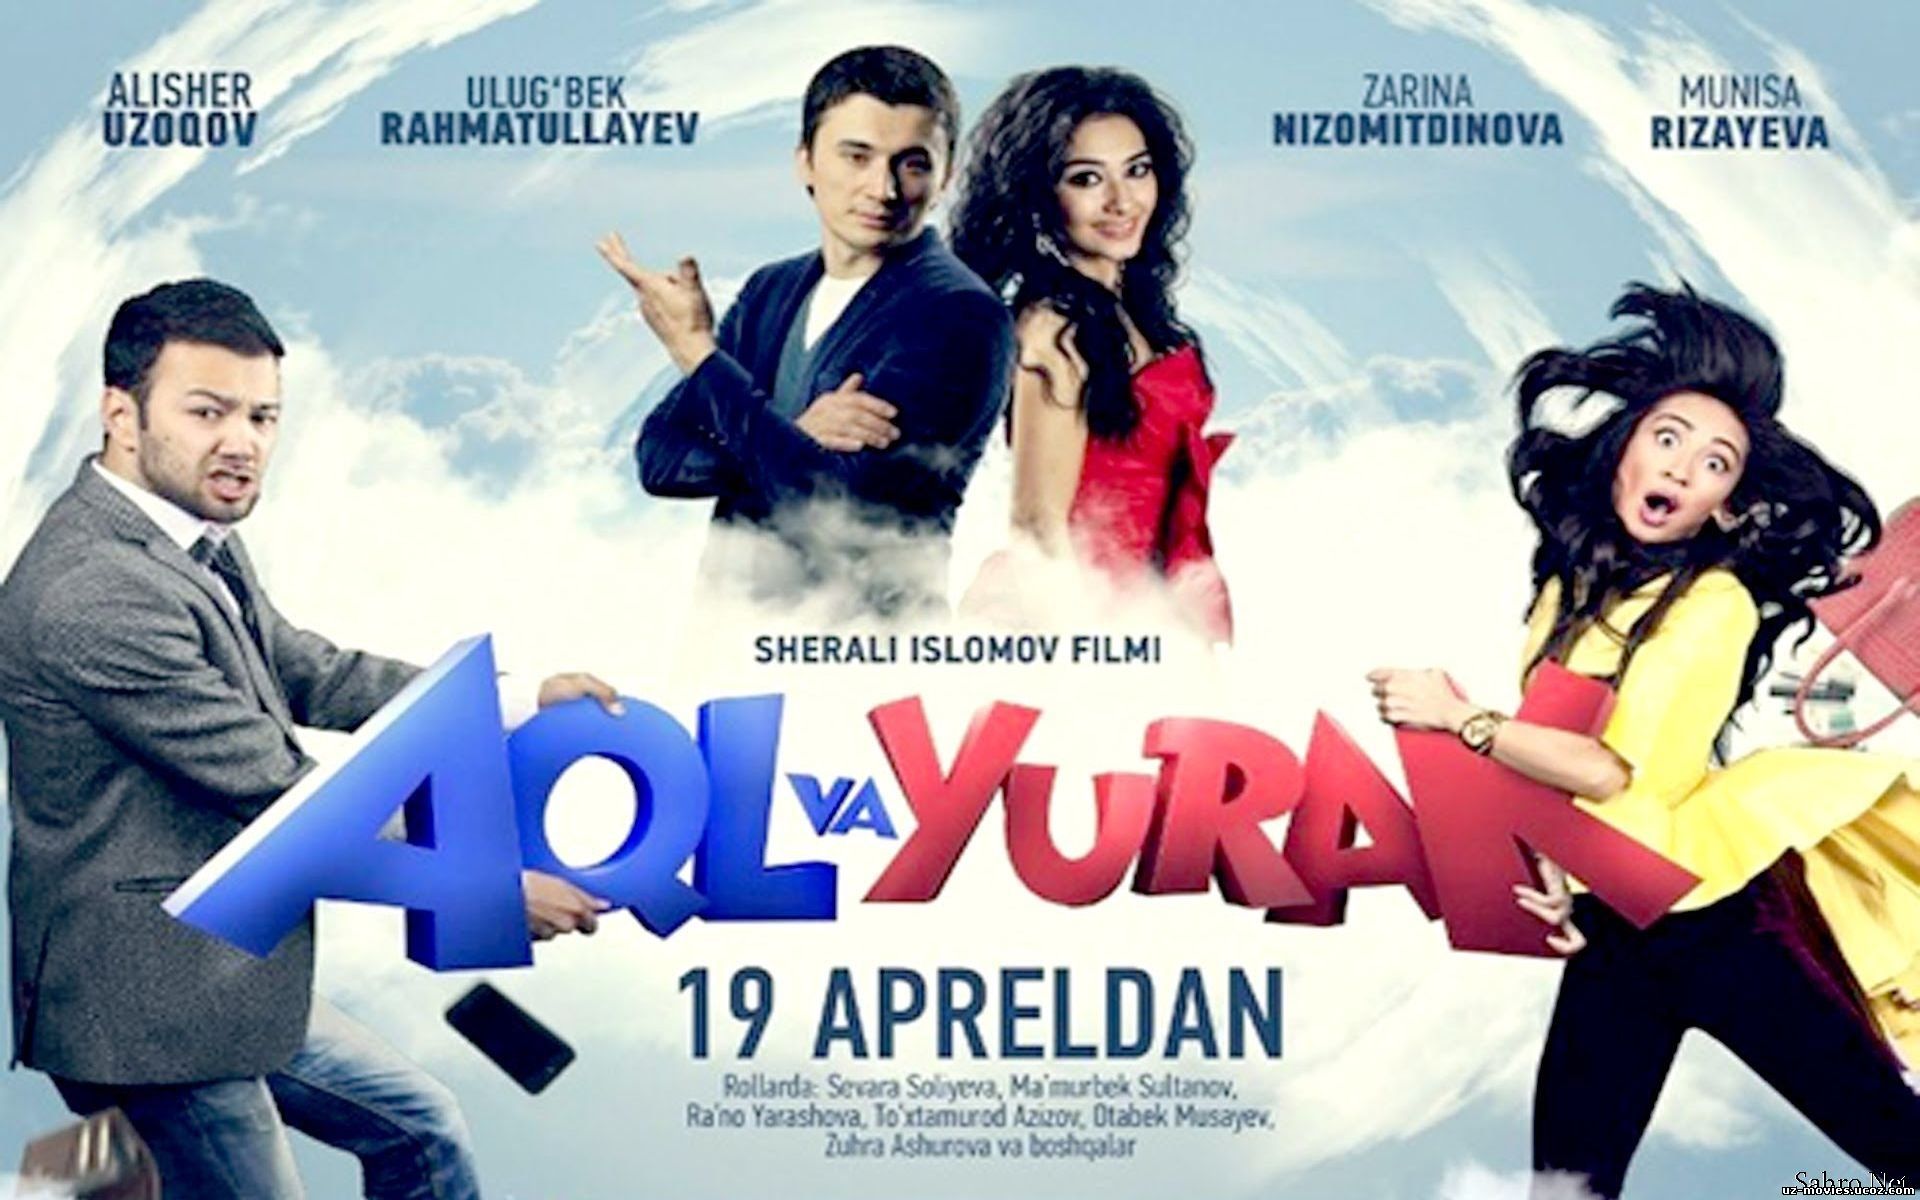 ALISHER
UZOQOV
ULUG‘BEK
RAHMATULLAYEV
ZARINA
NIZOMITDINOVA
MUNISA
RIZAYEVA
SHERALI ISLOMOV FILMI
AQL VA YURAK
19 APRELDAN
Rollarda: Sevara Soliyeva, Ma'murbek Sultanov,
Ra'no Yarashova, To'xtamurod Azizov, Otabek Musayev,
Zuhra Ashurova va boshqalar
Sahro.Net
uz-movies.ucoz.com